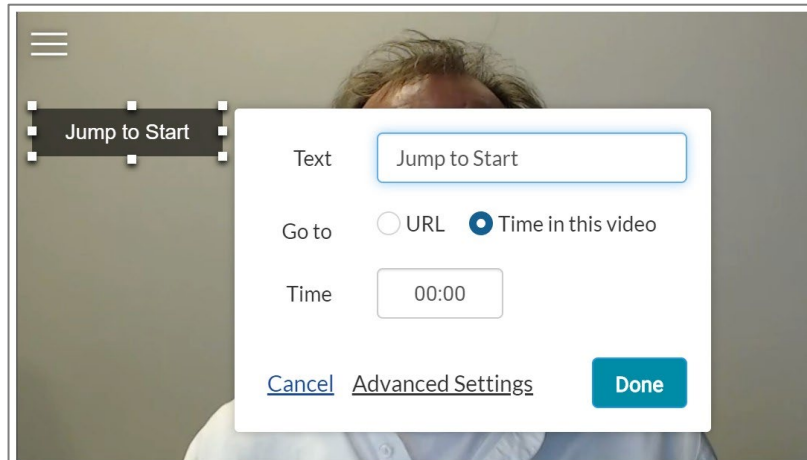 Jump to Start
Text Jump to Start
Go to URL Time in this video
Time 00:00
Cancel Advanced Settings Done